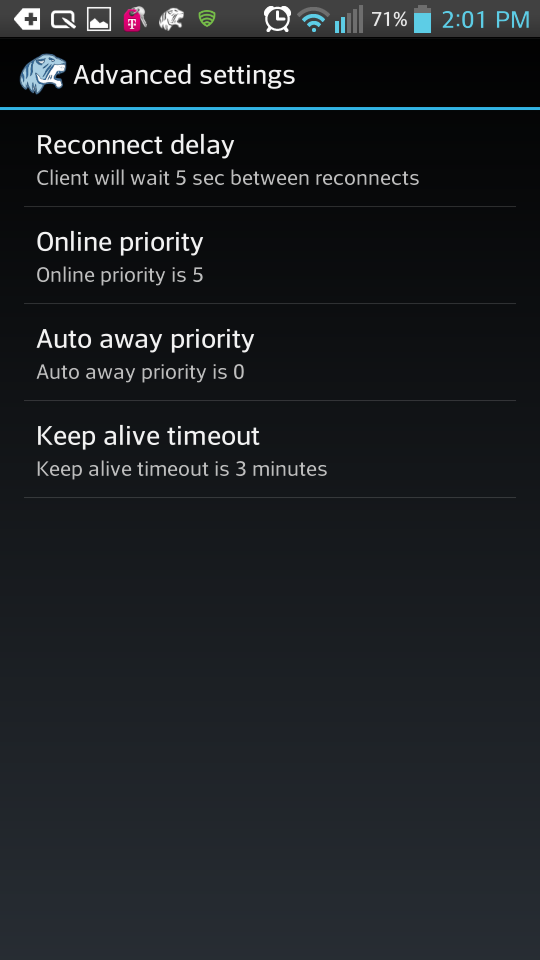 71% 2:01 PM
Advanced settings
Reconnect delay
Client will wait 5 sec between reconnects
Online priority
Online priority is 5
Auto away priority
Auto away priority is 0
Keep alive timeout
Keep alive timeout is 3 minutes